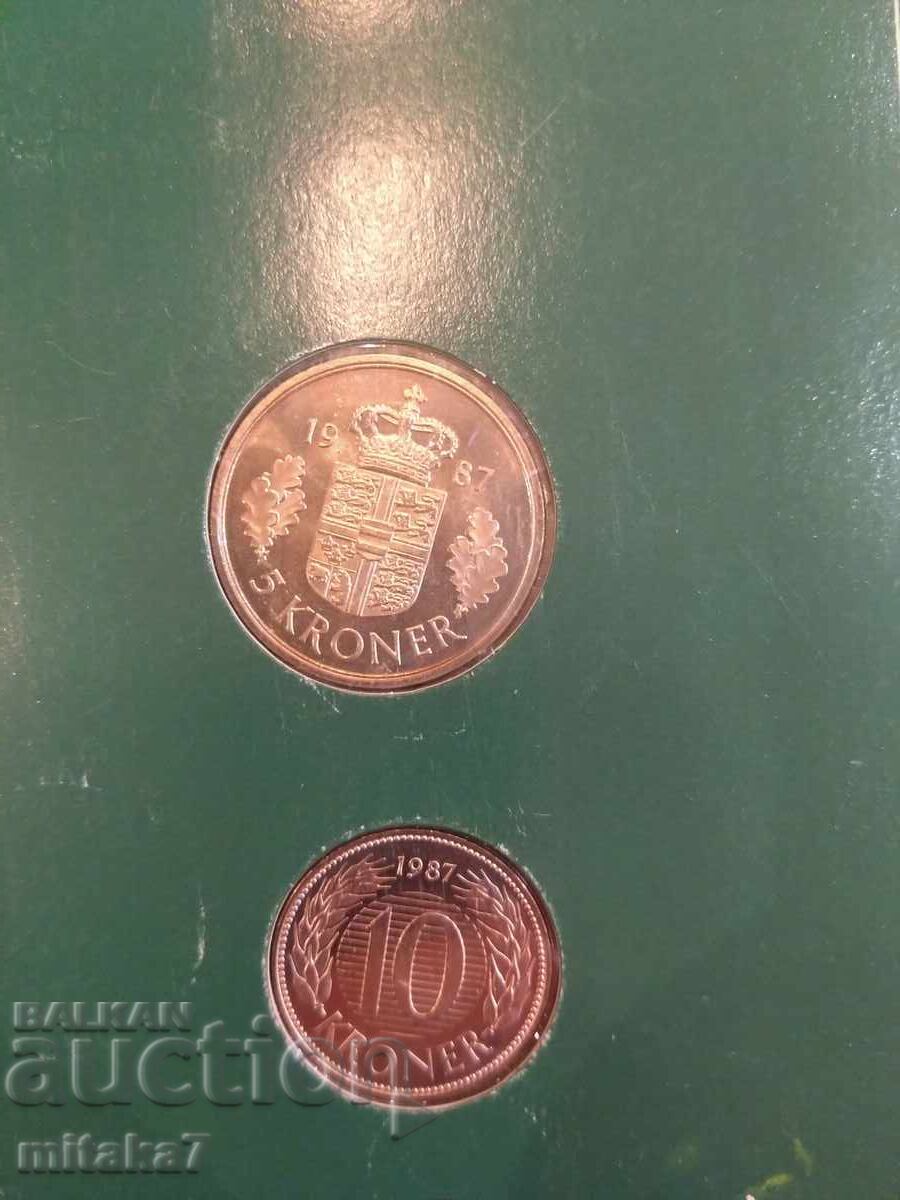 19 87
5 KRONER
1987
10
KRONER
BALKAN
auction
mitaka7